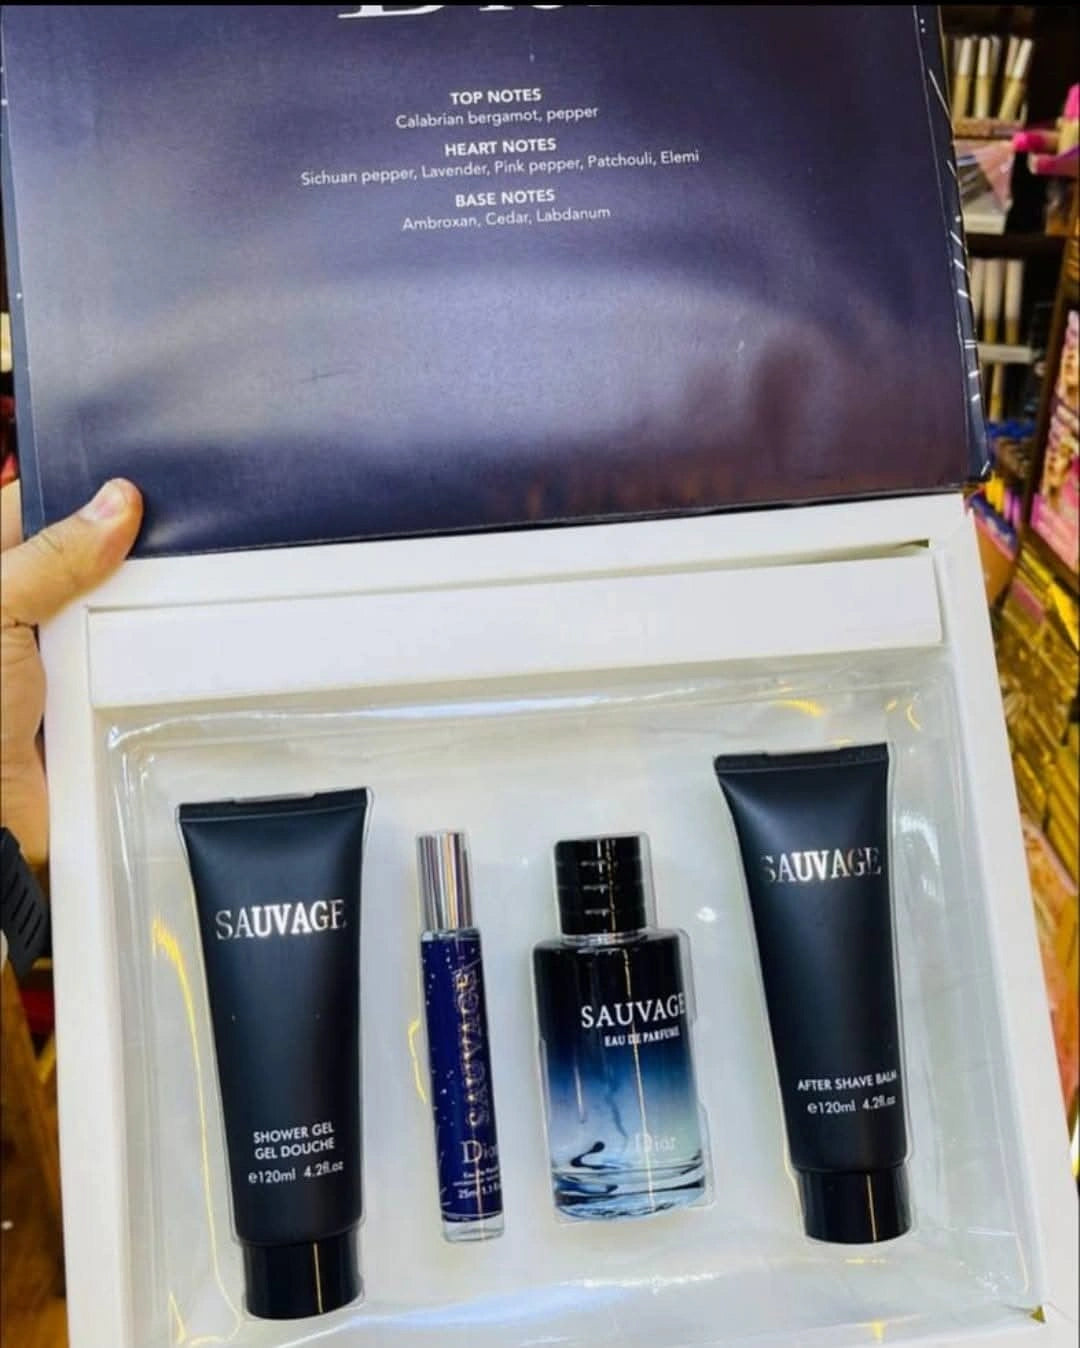 TOP NOTES
Calabrian bergamot, pepper
HEART NOTES
Sichuan pepper, Lavender, Pink pepper, Patchouli, Elemi
BASE NOTES
Ambroxan, Cedar, Labdanum
SAUVAGE
SHOWER GEL
GEL DOUCHE
e120ml 4.2fl.oz
SAUVAGE
Dior
SAUVAGE
EAU DE PARFUME
Dior
SAUVAGE
AFTER SHAVE BALM
e120ml 4.2fl.oz